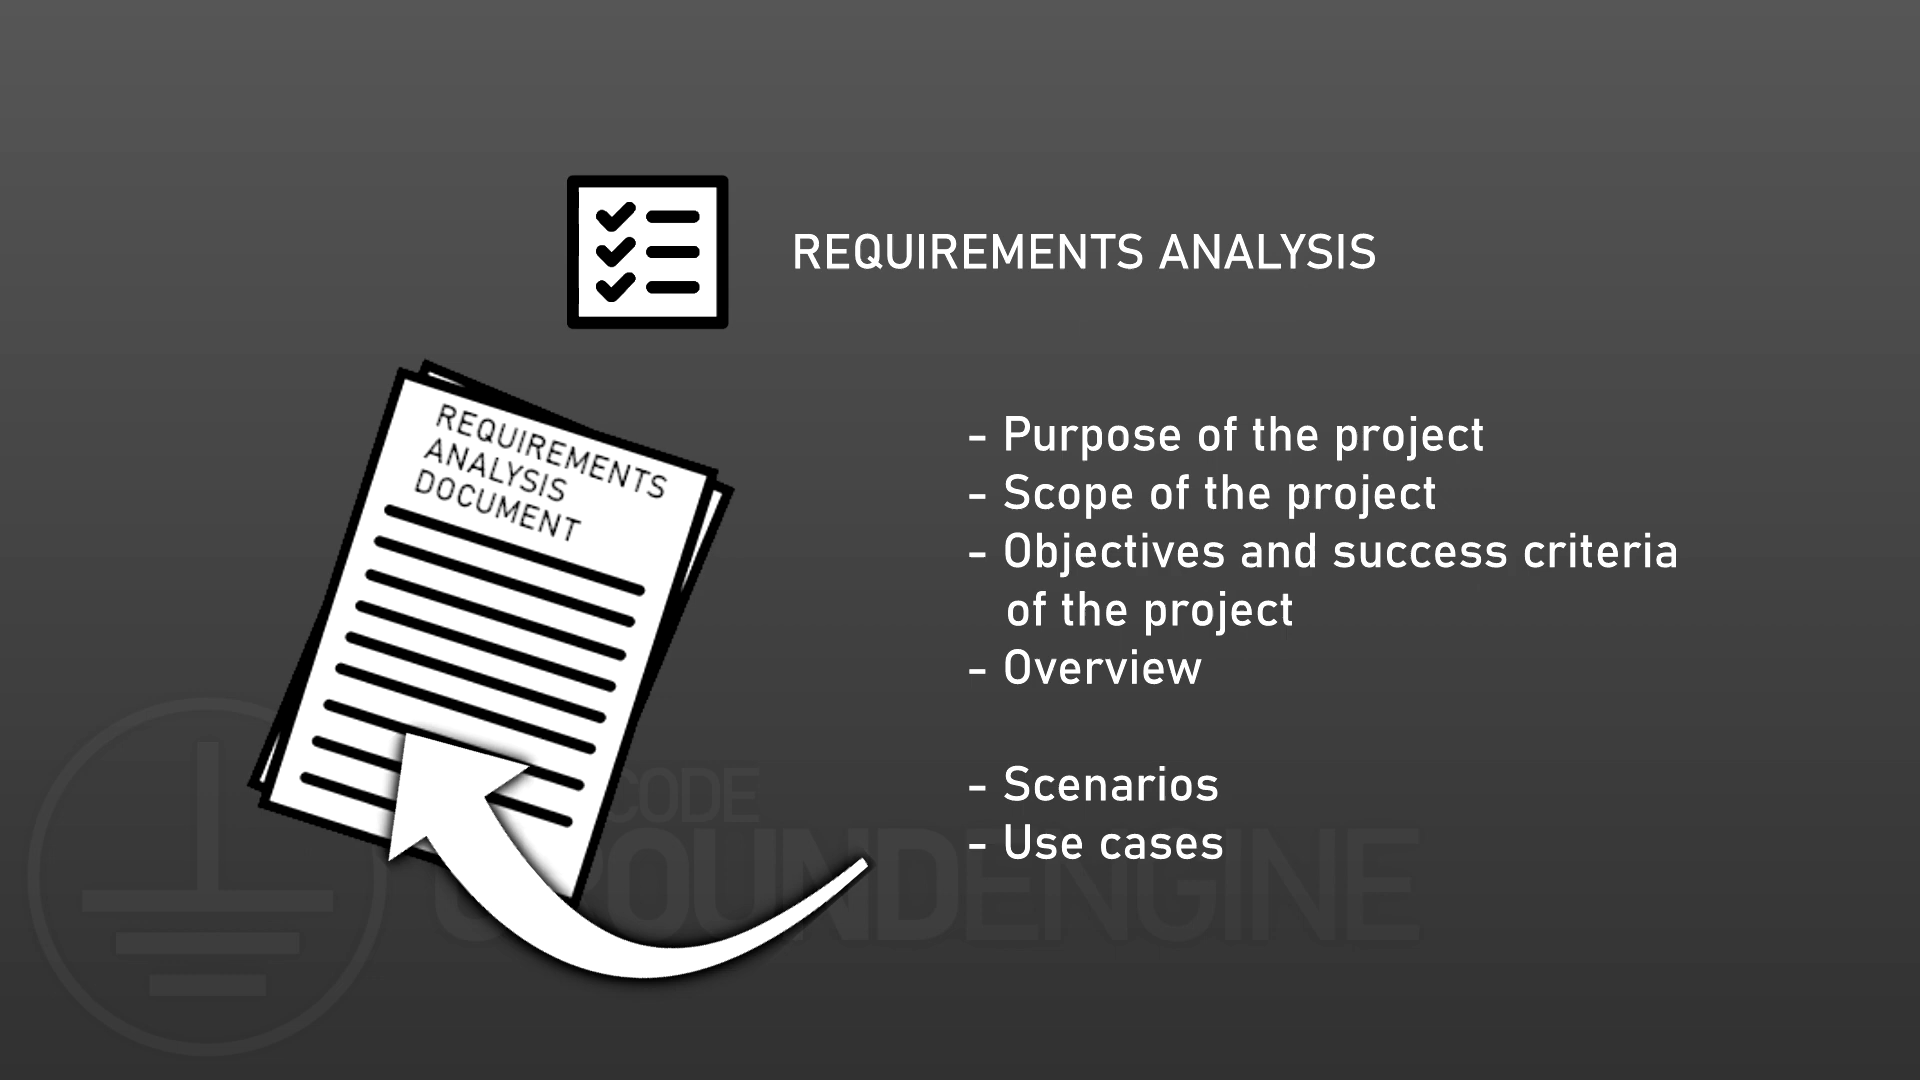 REQUIREMENTS ANALYSIS
REQUIREMENTS
ANALYSIS
DOCUMENT
- Purpose of the project
- Scope of the project
- Objectives and success criteria
of the project
- Overview
- Scenarios
- Use cases
CODE